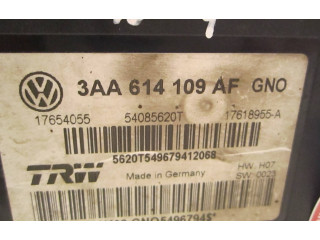 3AA 614 109 AF GNO
17654055 54085620T 17618955-A
5620T549679412068
TRW Made in Germany HW H07
SW 0023